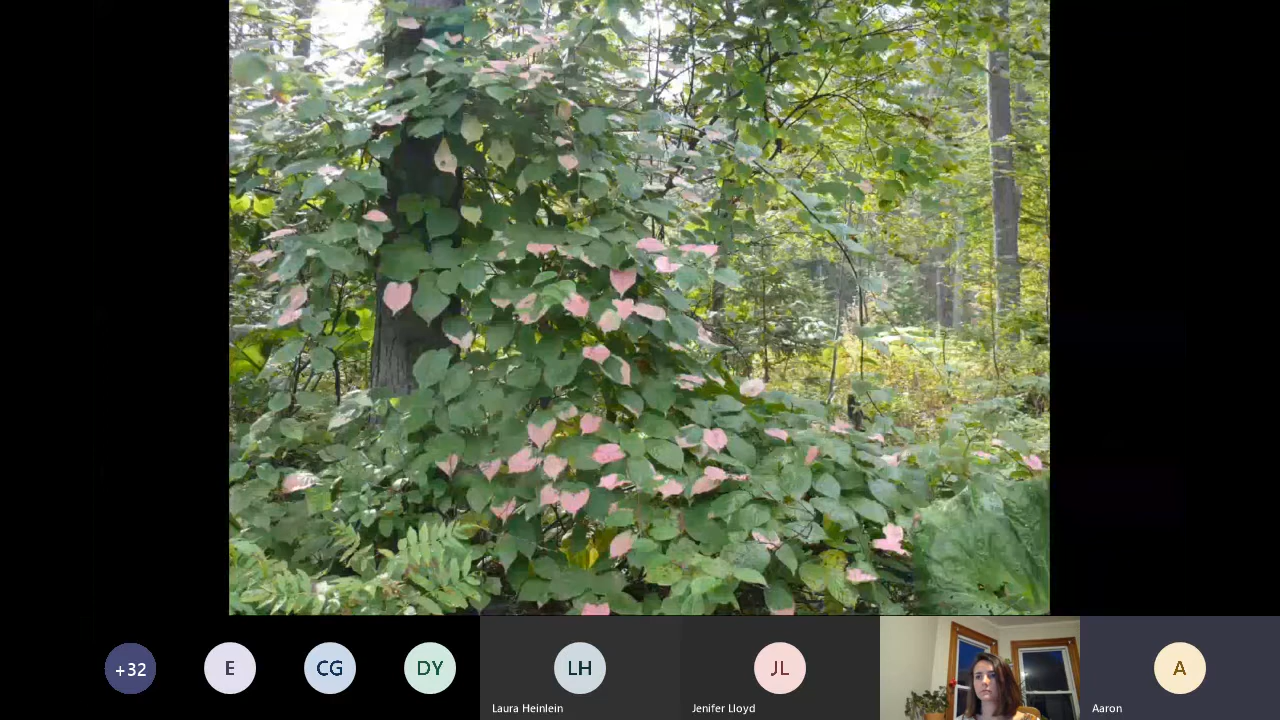 +32
E
CG
DY
LH
Laura Heinlein
JL
Jenifer Lloyd
A
Aaron